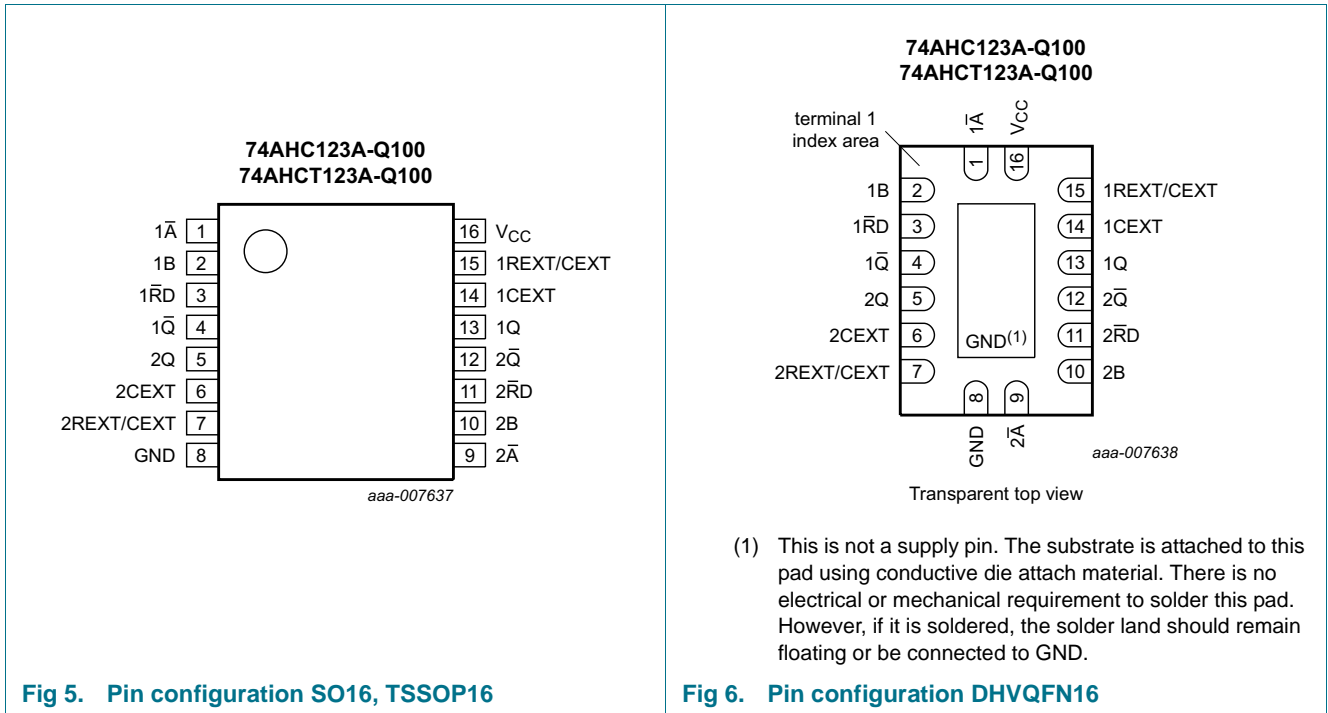 74AHC123A-Q100
74AHCT123A-Q100
1A̅ 1
1B 2
1R̅D 3
1Q̅ 4
2Q 5
2CEXT 6
2REXT/CEXT 7
GND 8
16 VCC
15 1REXT/CEXT
14 1CEXT
13 1Q
12 2Q̅
11 2R̅D
10 2B
9 2A̅
aaa-007637
Fig 5. Pin configuration SO16, TSSOP16
74AHC123A-Q100
74AHCT123A-Q100
terminal 1
index area
1A̅
VCC
1
16
1B 2
1R̅D 3
1Q̅ 4
2Q 5
2CEXT 6
2REXT/CEXT 7
15 1REXT/CEXT
14 1CEXT
13 1Q
12 2Q̅
11 2R̅D
10 2B
GND(1)
8
9
GND
2A̅
aaa-007638
Transparent top view
(1) This is not a supply pin. The substrate is attached to this
pad using conductive die attach material. There is no
electrical or mechanical requirement to solder this pad.
However, if it is soldered, the solder land should remain
floating or be connected to GND.
Fig 6. Pin configuration DHVQFN16